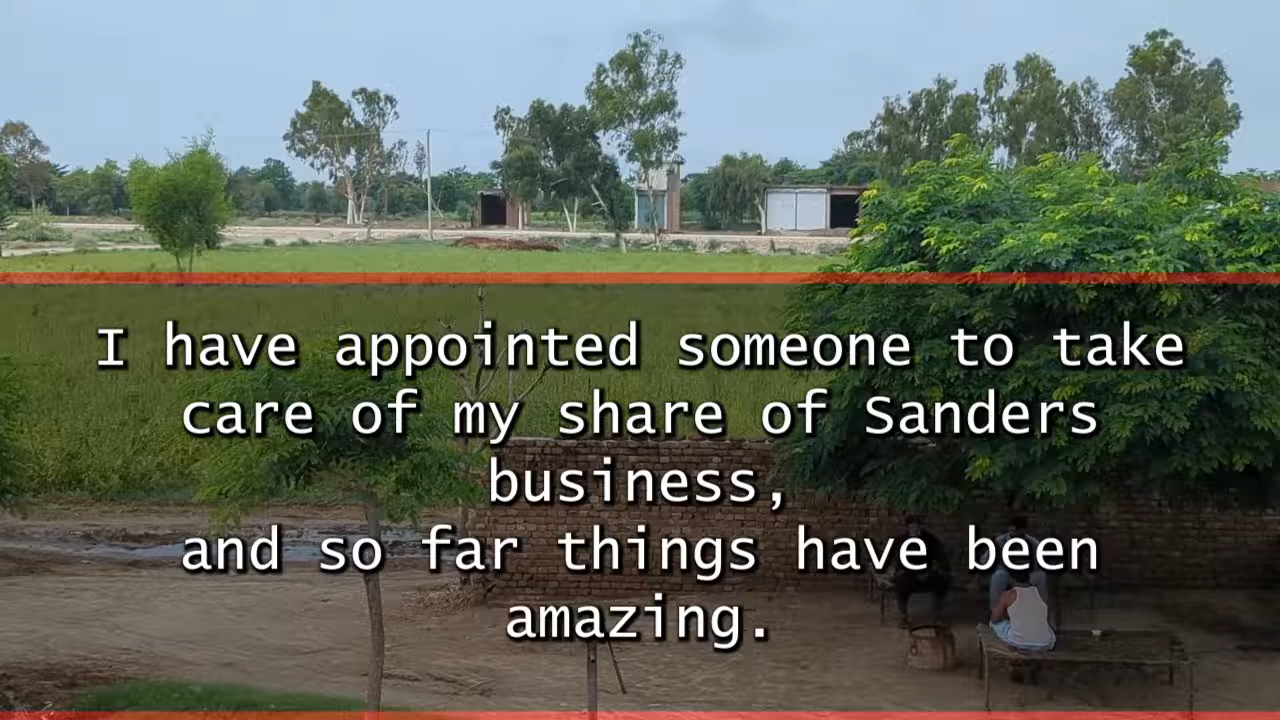 I have appointed someone to take
care of my share of Sanders
business,
and so far things have been
amazing.